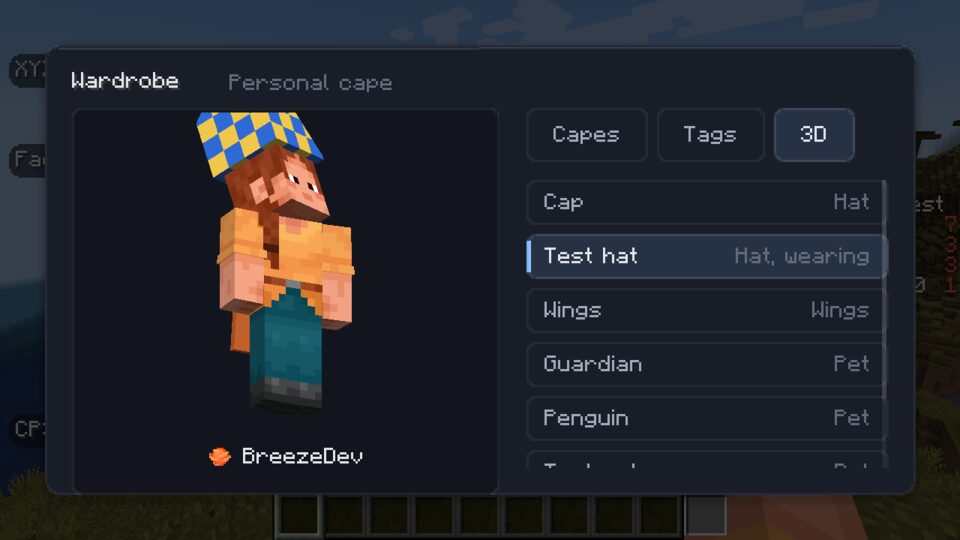 Wardrobe Personal cape
Capes Tags 3D
Cap Hat
Test hat Hat, wearing
Wings Wings
Guardian Pet
Penguin Pet
BreezeDev